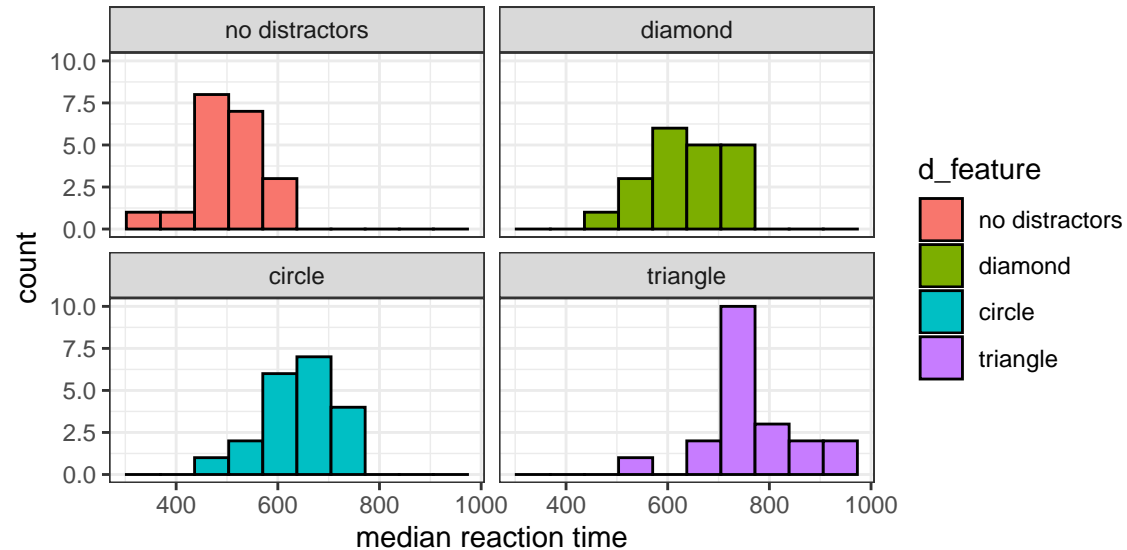 no distractors
diamond
10.0
7.5
5.0
2.5
0.0
circle
triangle
10.0
7.5
5.0
2.5
0.0
400 600 800 1000
400 600 800 1000
median reaction time
count
d_feature
no distractors
diamond
circle
triangle